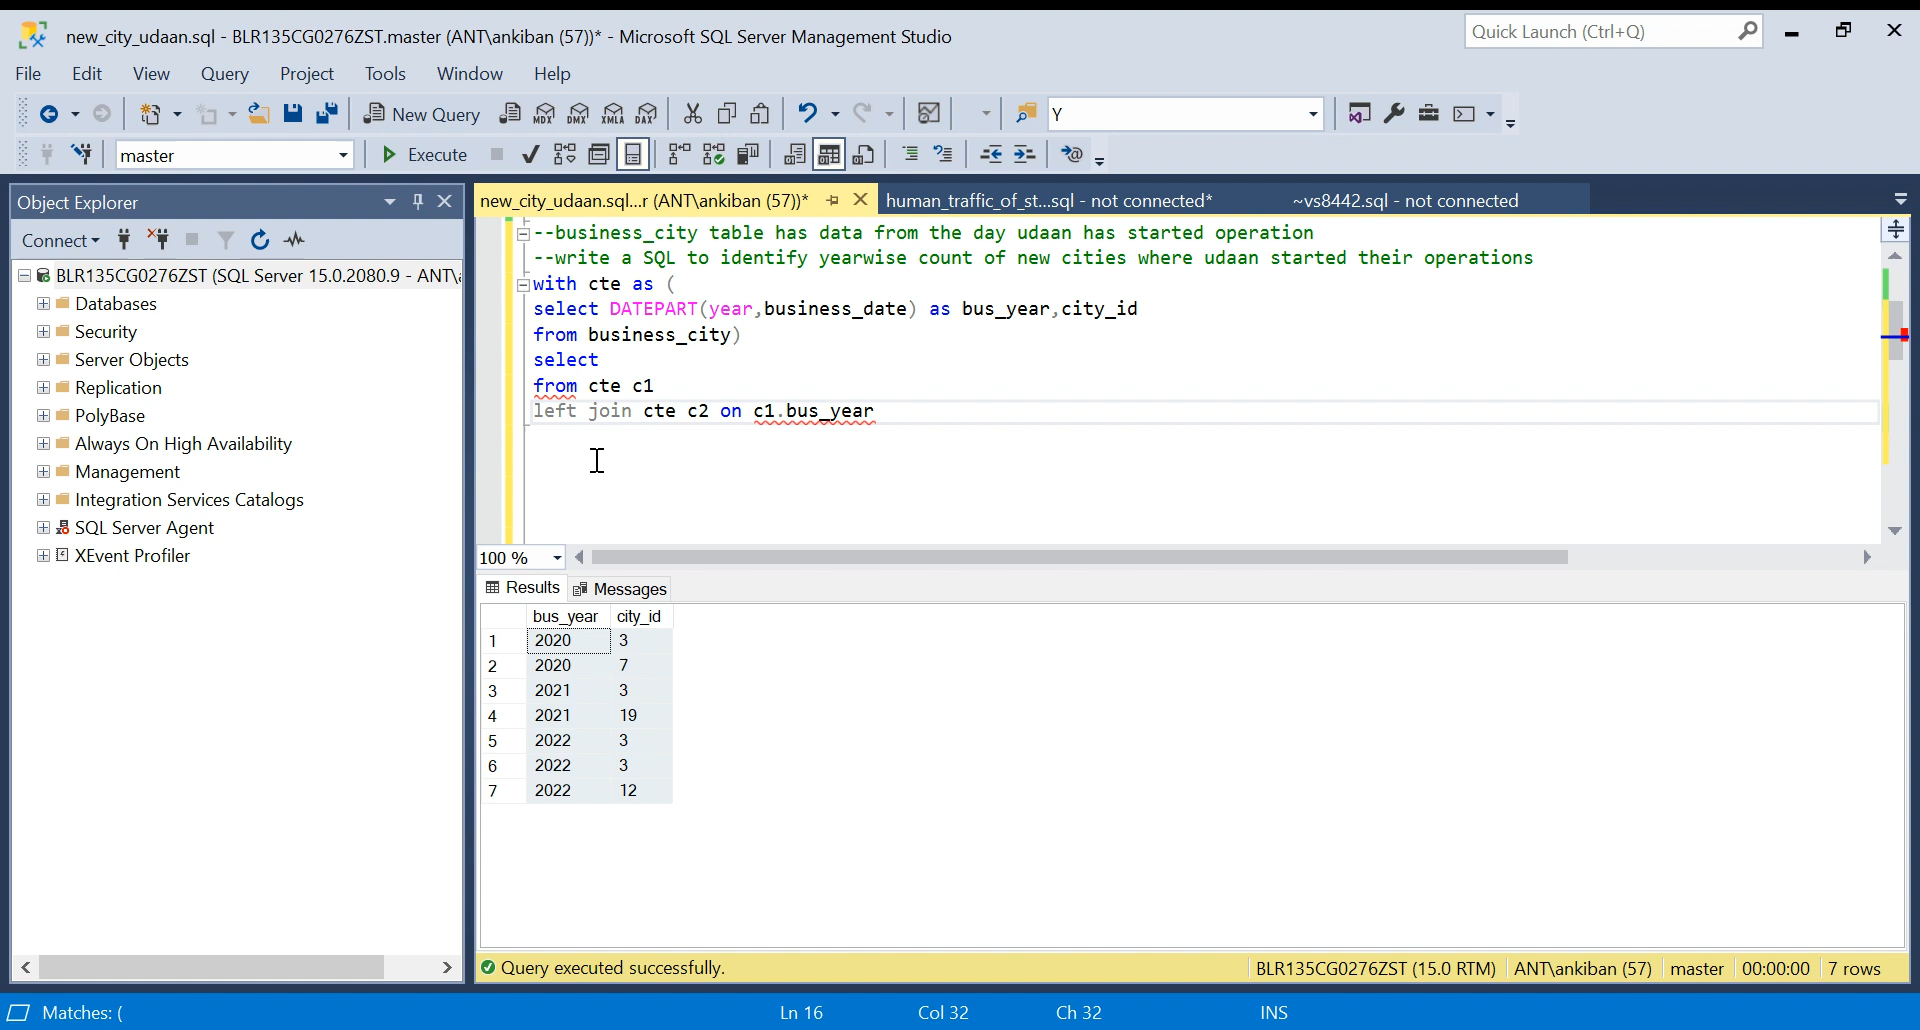 new_city_udaan.sql - BLR135CG0276ZST.master (ANT\ankiban (57))* - Microsoft SQL Server Management Studio
Quick Launch (Ctrl+Q)
File Edit View Query Project Tools Window Help
New Query MDX DMX XMLA DAX Y
master Execute
Object Explorer
new_city_udaan.sql...r (ANT\ankiban (57))* human_traffic_of_st...sql - not connected* ~vs8442.sql - not connected
Connect
BLR135CG0276ZST (SQL Server 15.0.2080.9 - ANT\
Databases
Security
Server Objects
Replication
PolyBase
Always On High Availability
Management
Integration Services Catalogs
SQL Server Agent
XEvent Profiler
--business_city table has data from the day udaan has started operation
--write a SQL to identify yearwise count of new cities where udaan started their operations
with cte as (
select DATEPART(year,business_date) as bus_year,city_id
from business_city)
select
from cte c1
left join cte c2 on c1.bus_year
100 %
Results Messages
bus_year city_id
1 2020 3
2 2020 7
3 2021 3
4 2021 19
5 2022 3
6 2022 3
7 2022 12
Query executed successfully. BLR135CG0276ZST (15.0 RTM) ANT\ankiban (57) master 00:00:00 7 rows
Matches: ( Ln 16 Col 32 Ch 32 INS